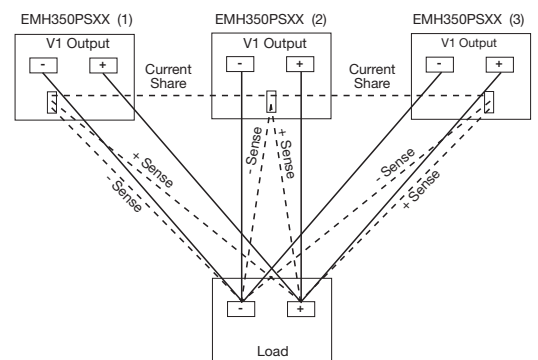 EMH350PSXX (1)
EMH350PSXX (2)
EMH350PSXX (3)
V1 Output
V1 Output
V1 Output
- +
- +
- +
Current
Share
Current
Share
+ Sense
- Sense
- Sense
+ Sense
- Sense
+ Sense
- +
Load